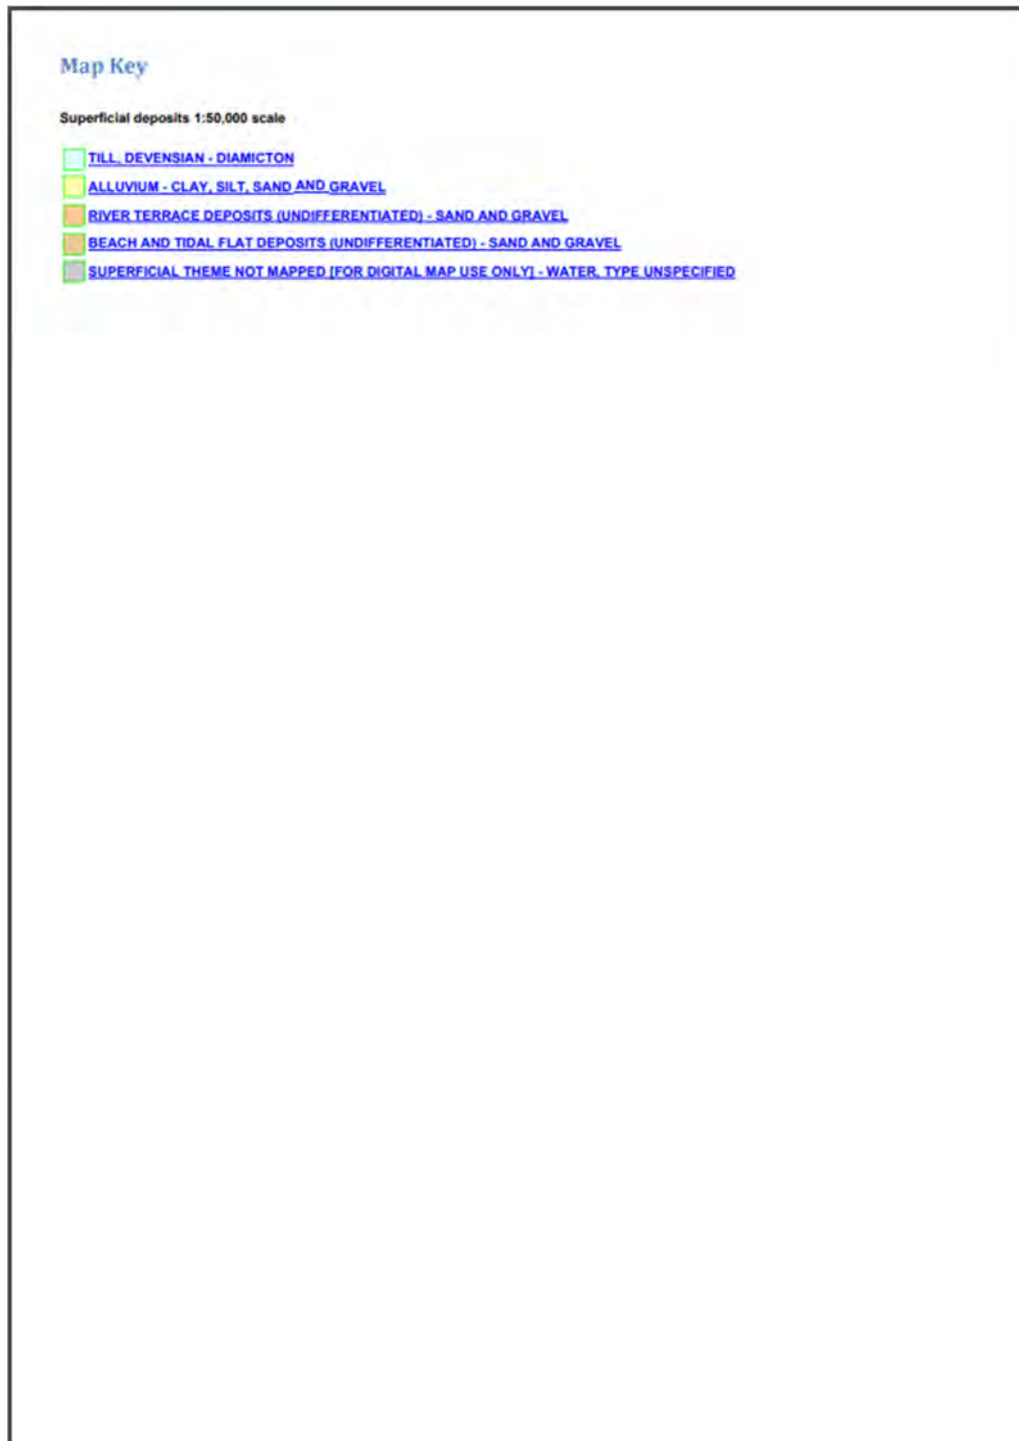 Map Key
Superficial deposits 1:50,000 scale
TILL, DEVENSIAN - DIAMICTON
ALLUVIUM - CLAY, SILT, SAND AND GRAVEL
RIVER TERRACE DEPOSITS (UNDIFFERENTIATED) - SAND AND GRAVEL
BEACH AND TIDAL FLAT DEPOSITS (UNDIFFERENTIATED) - SAND AND GRAVEL
SUPERFICIAL THEME NOT MAPPED [FOR DIGITAL MAP USE ONLY] - WATER, TYPE UNSPECIFIED